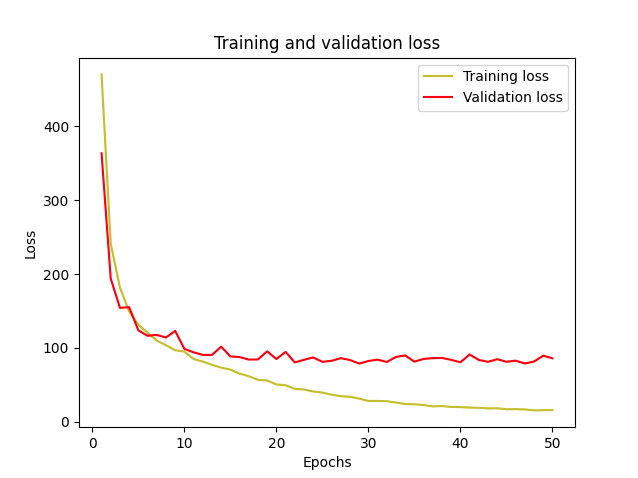 Training and validation loss
Training loss
Validation loss
400
300
200
100
0
Loss
0 10 20 30 40 50
Epochs